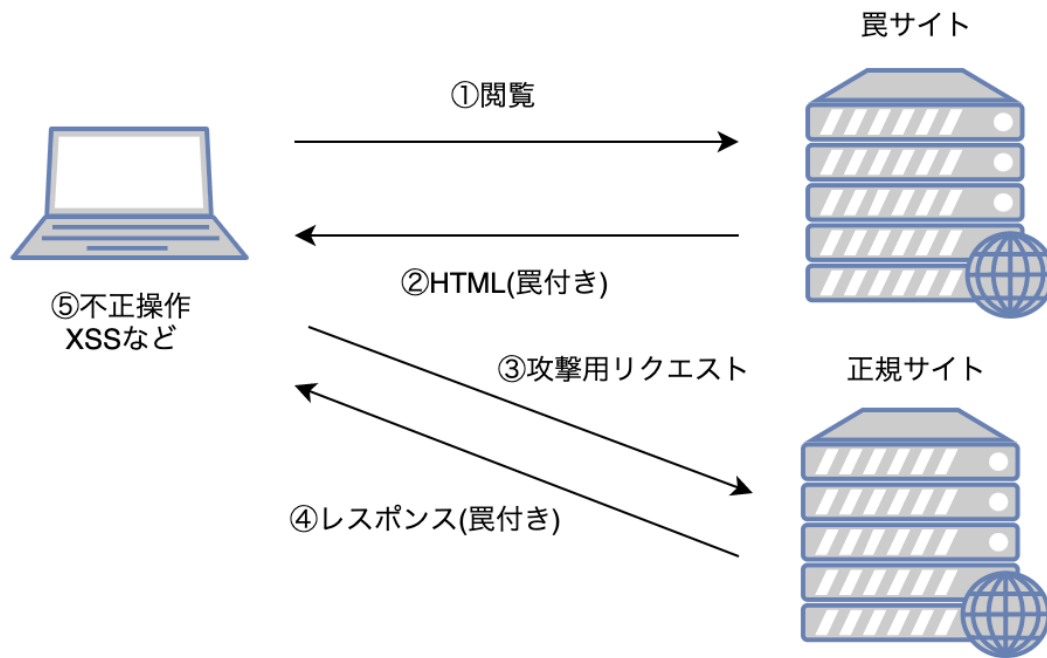 罠サイト
①閲覧
②HTML(罠付き)
⑤不正操作
XSSなど
③攻撃用リクエスト
正規サイト
④レスポンス(罠付き)